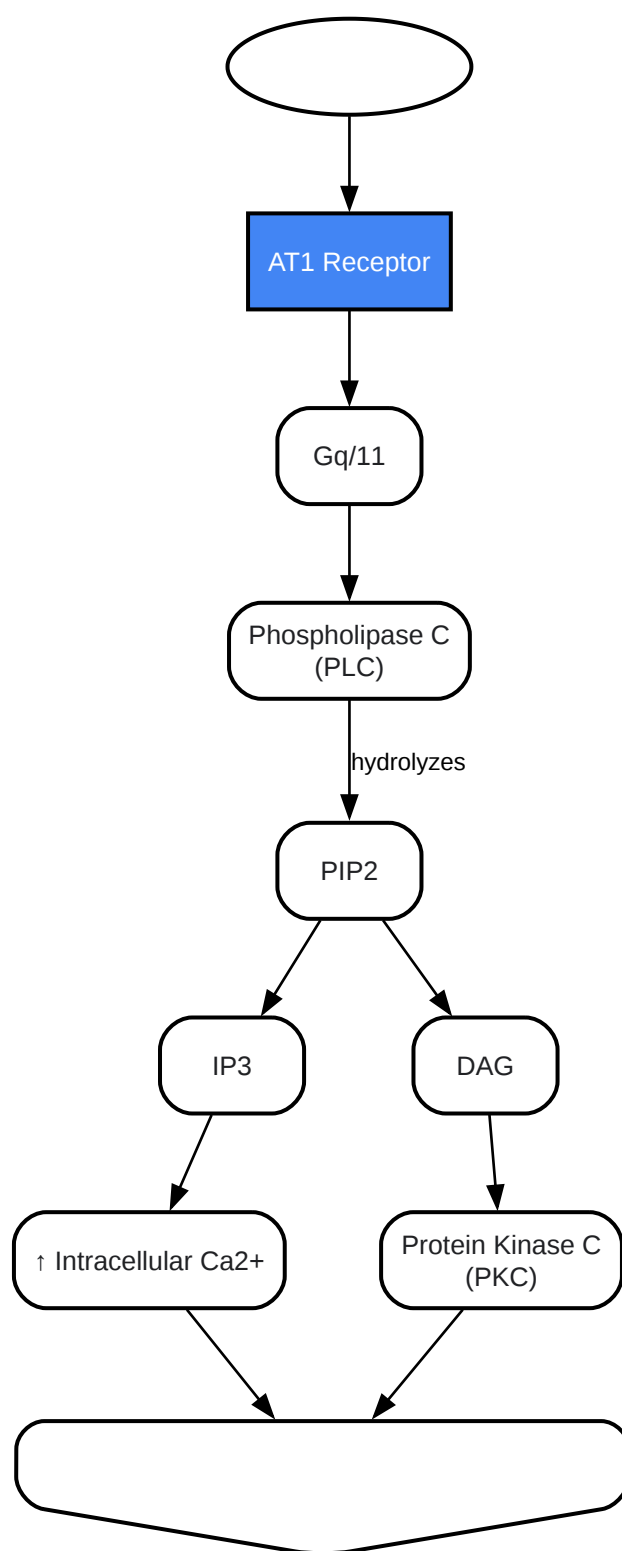 AT1 Receptor
Gq/11
Phospholipase C
(PLC)
hydrolyzes
PIP2
IP3
DAG
↑ Intracellular Ca2+
Protein Kinase C
(PKC)